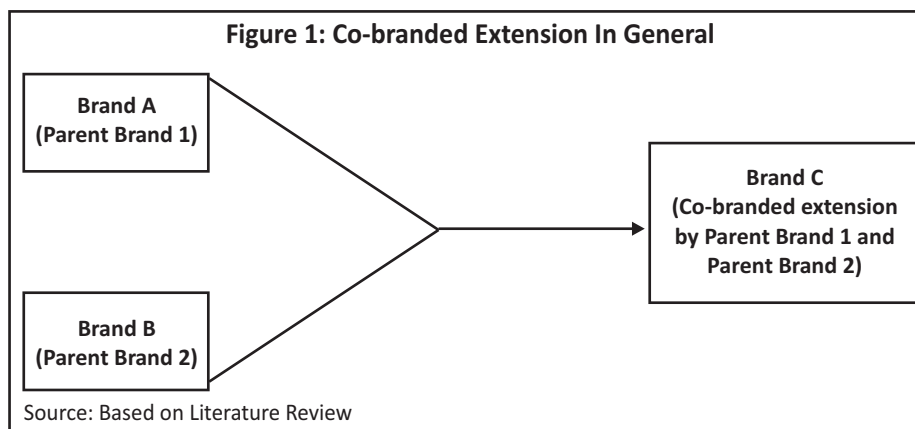 Figure 1: Co-branded Extension In General
Brand A
(Parent Brand 1)
Brand B
(Parent Brand 2)
Brand C
(Co-branded extension
by Parent Brand 1 and
Parent Brand 2)
Source: Based on Literature Review